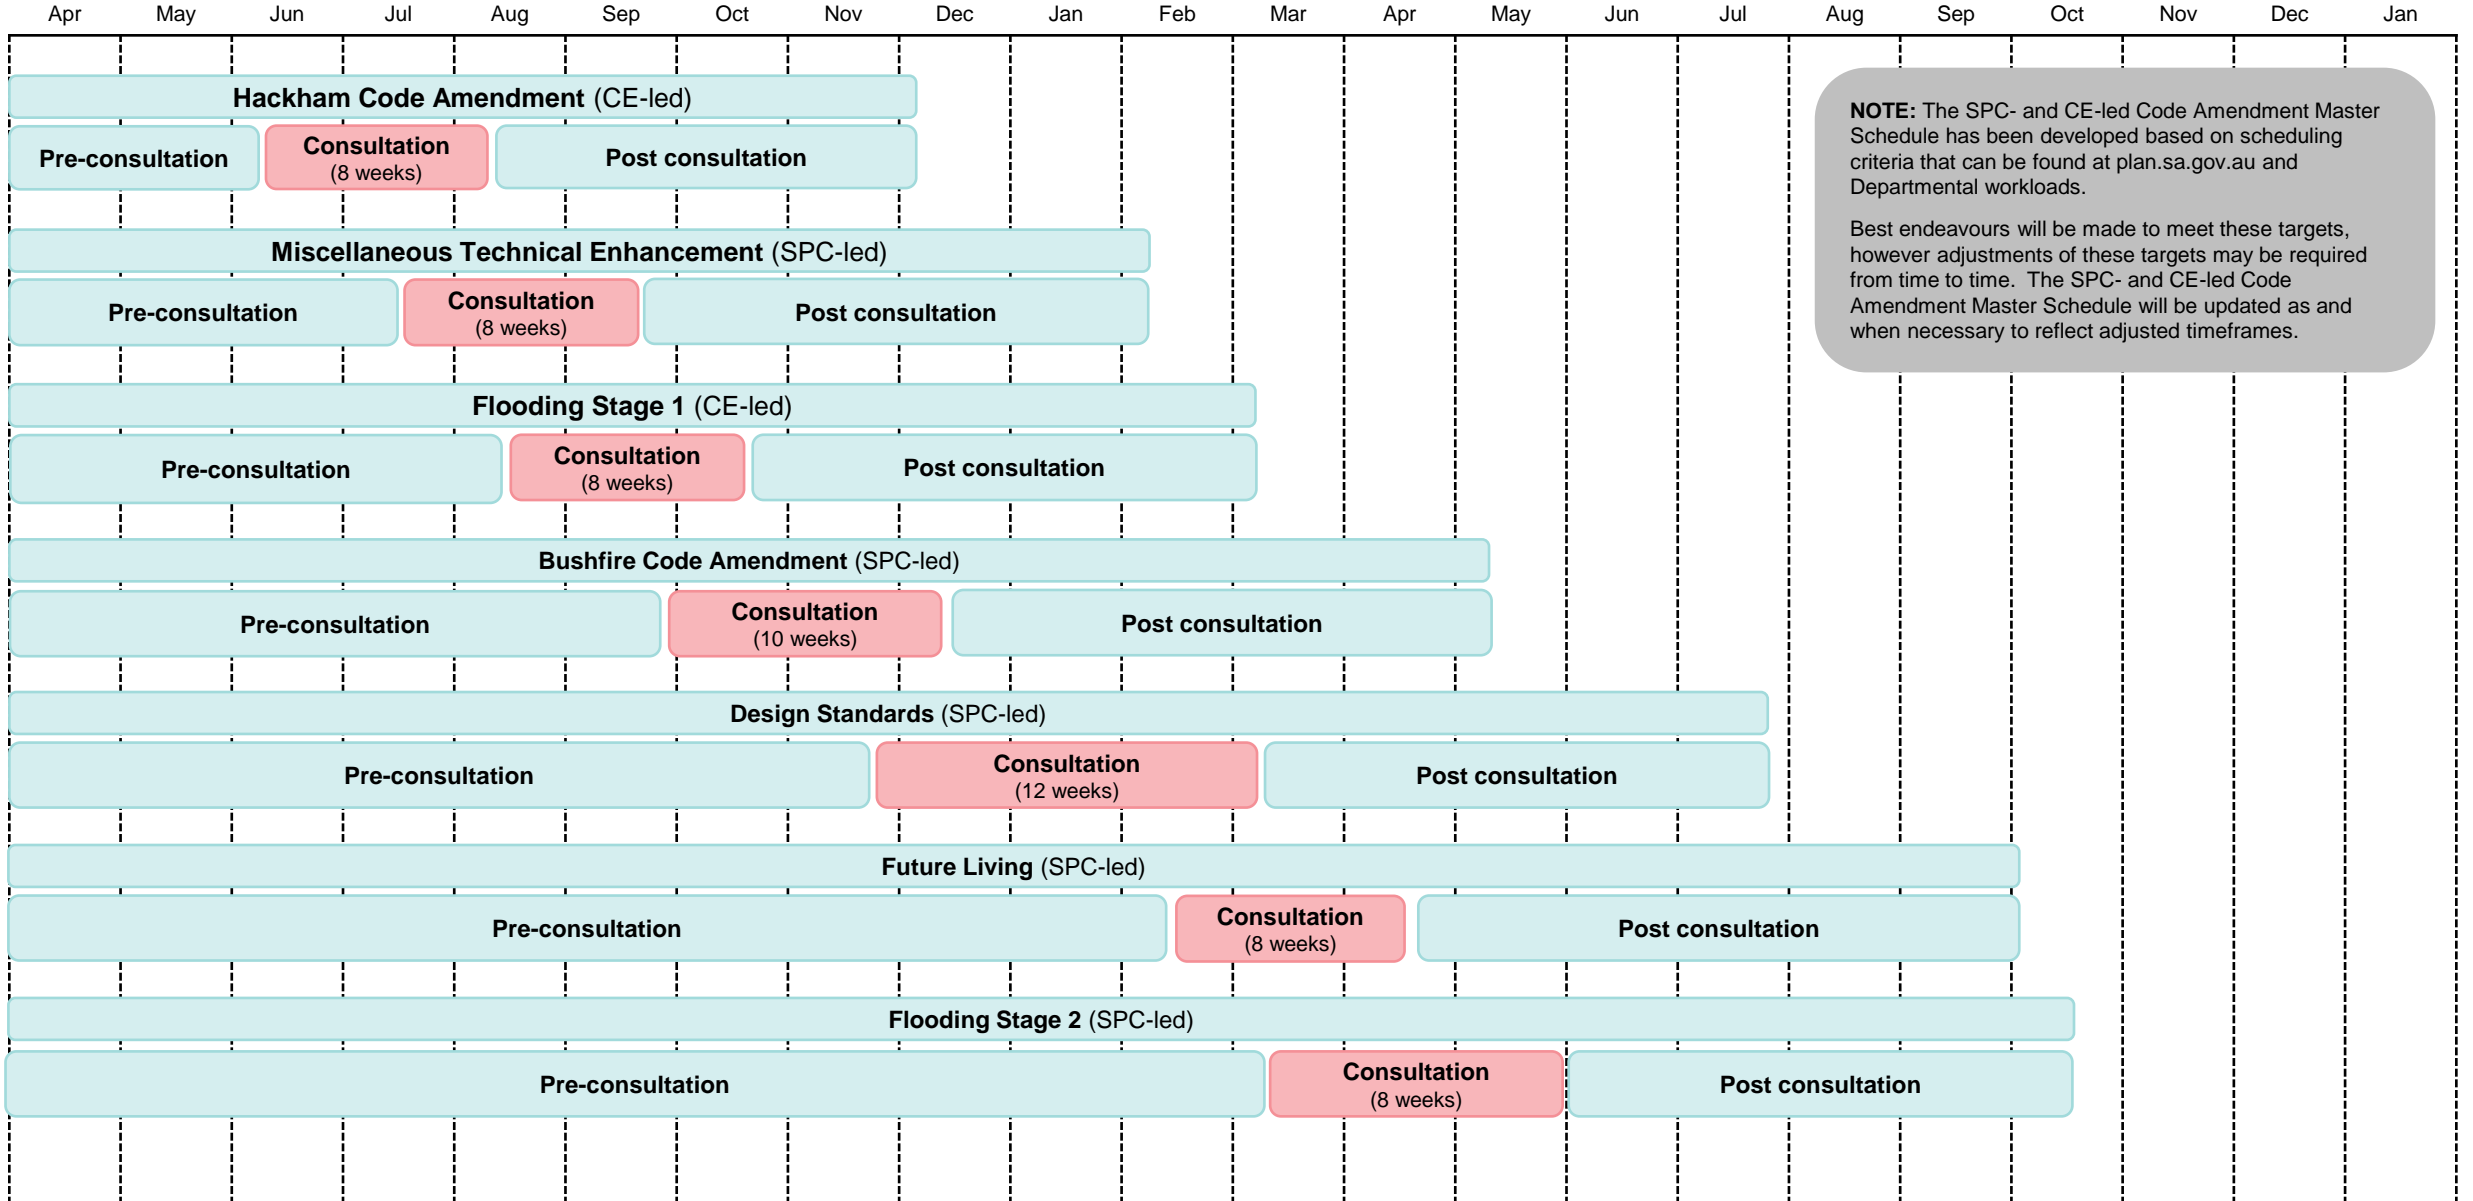 Apr May Jun Jul Aug Sep Oct Nov Dec Jan Feb Mar Apr May Jun Jul Aug Sep Oct Nov Dec Jan
Hackham Code Amendment (CE-led)
Pre-consultation
Consultation
(8 weeks)
Post consultation
NOTE: The SPC- and CE-led Code Amendment Master
Schedule has been developed based on scheduling
criteria that can be found at plan.sa.gov.au and
Departmental workloads.
Best endeavours will be made to meet these targets,
however adjustments of these targets may be required
from time to time.  The SPC- and CE-led Code
Amendment Master Schedule will be updated as and
when necessary to reflect adjusted timeframes.
Miscellaneous Technical Enhancement (SPC-led)
Pre-consultation
Consultation
(8 weeks)
Post consultation
Flooding Stage 1 (CE-led)
Pre-consultation
Consultation
(8 weeks)
Post consultation
Bushfire Code Amendment (SPC-led)
Pre-consultation
Consultation
(10 weeks)
Post consultation
Design Standards (SPC-led)
Pre-consultation
Consultation
(12 weeks)
Post consultation
Future Living (SPC-led)
Pre-consultation
Consultation
(8 weeks)
Post consultation
Flooding Stage 2 (SPC-led)
Pre-consultation
Consultation
(8 weeks)
Post consultation